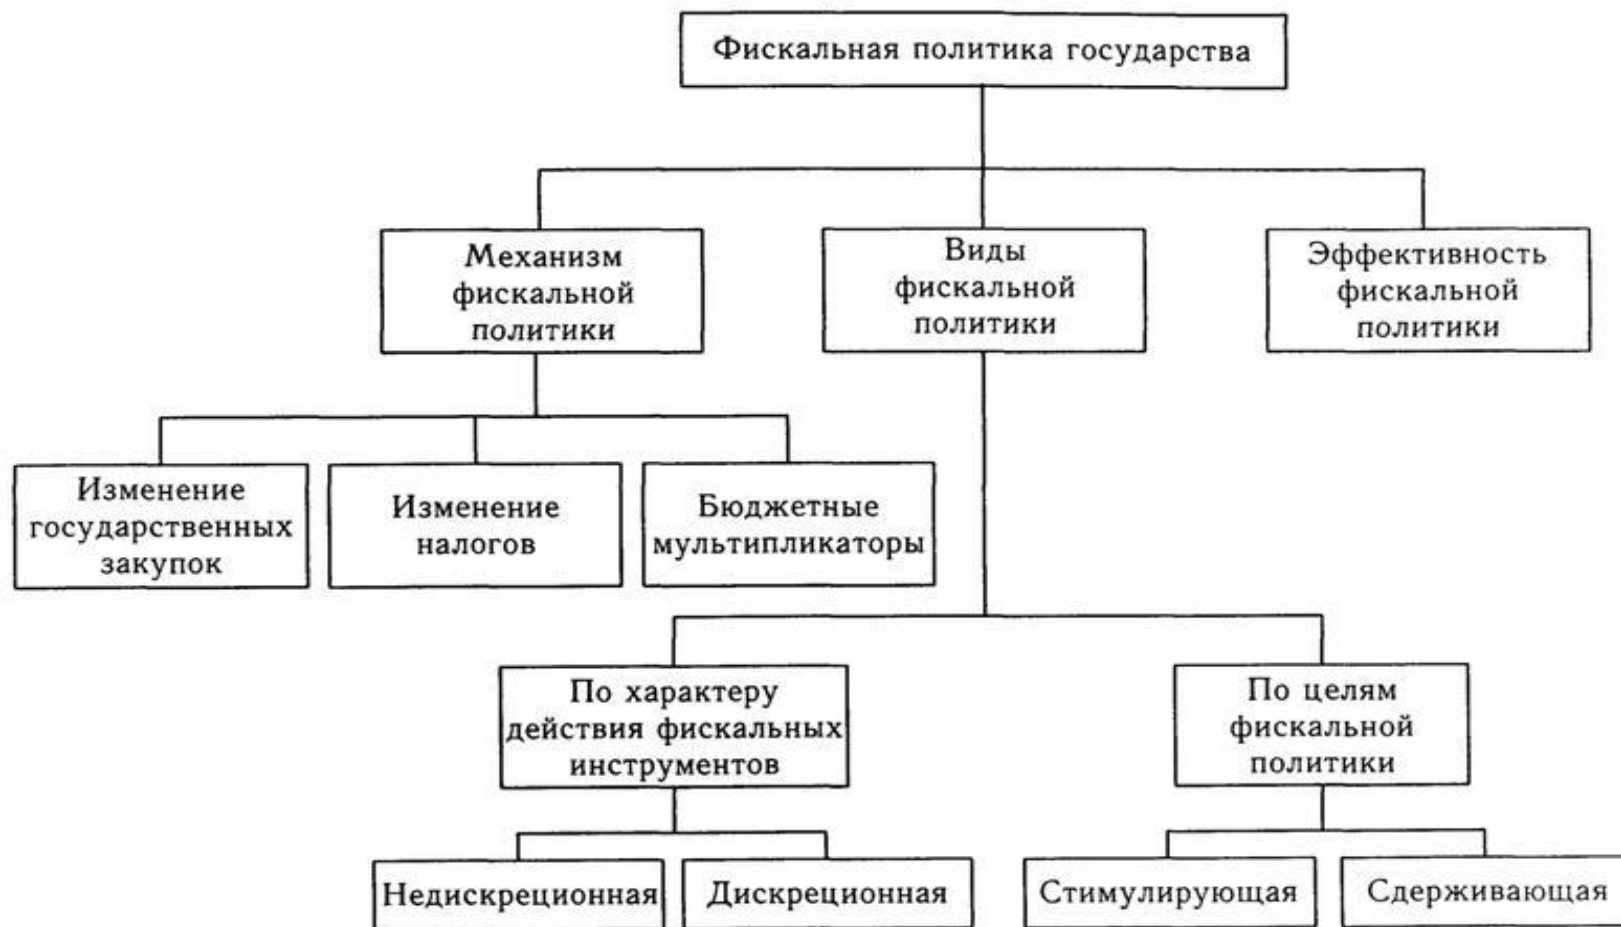 Фискальная политика государства
Механизм
фискальной
политики
Виды
фискальной
политики
Эффективность
фискальной
политики
Изменение
государственных
закупок
Изменение
налогов
Бюджетные
мультипликаторы
По характеру
действия фискальных
инструментов
По целям
фискальной
политики
Недискреционная
Дискреционная
Стимулирующая
Сдерживающая